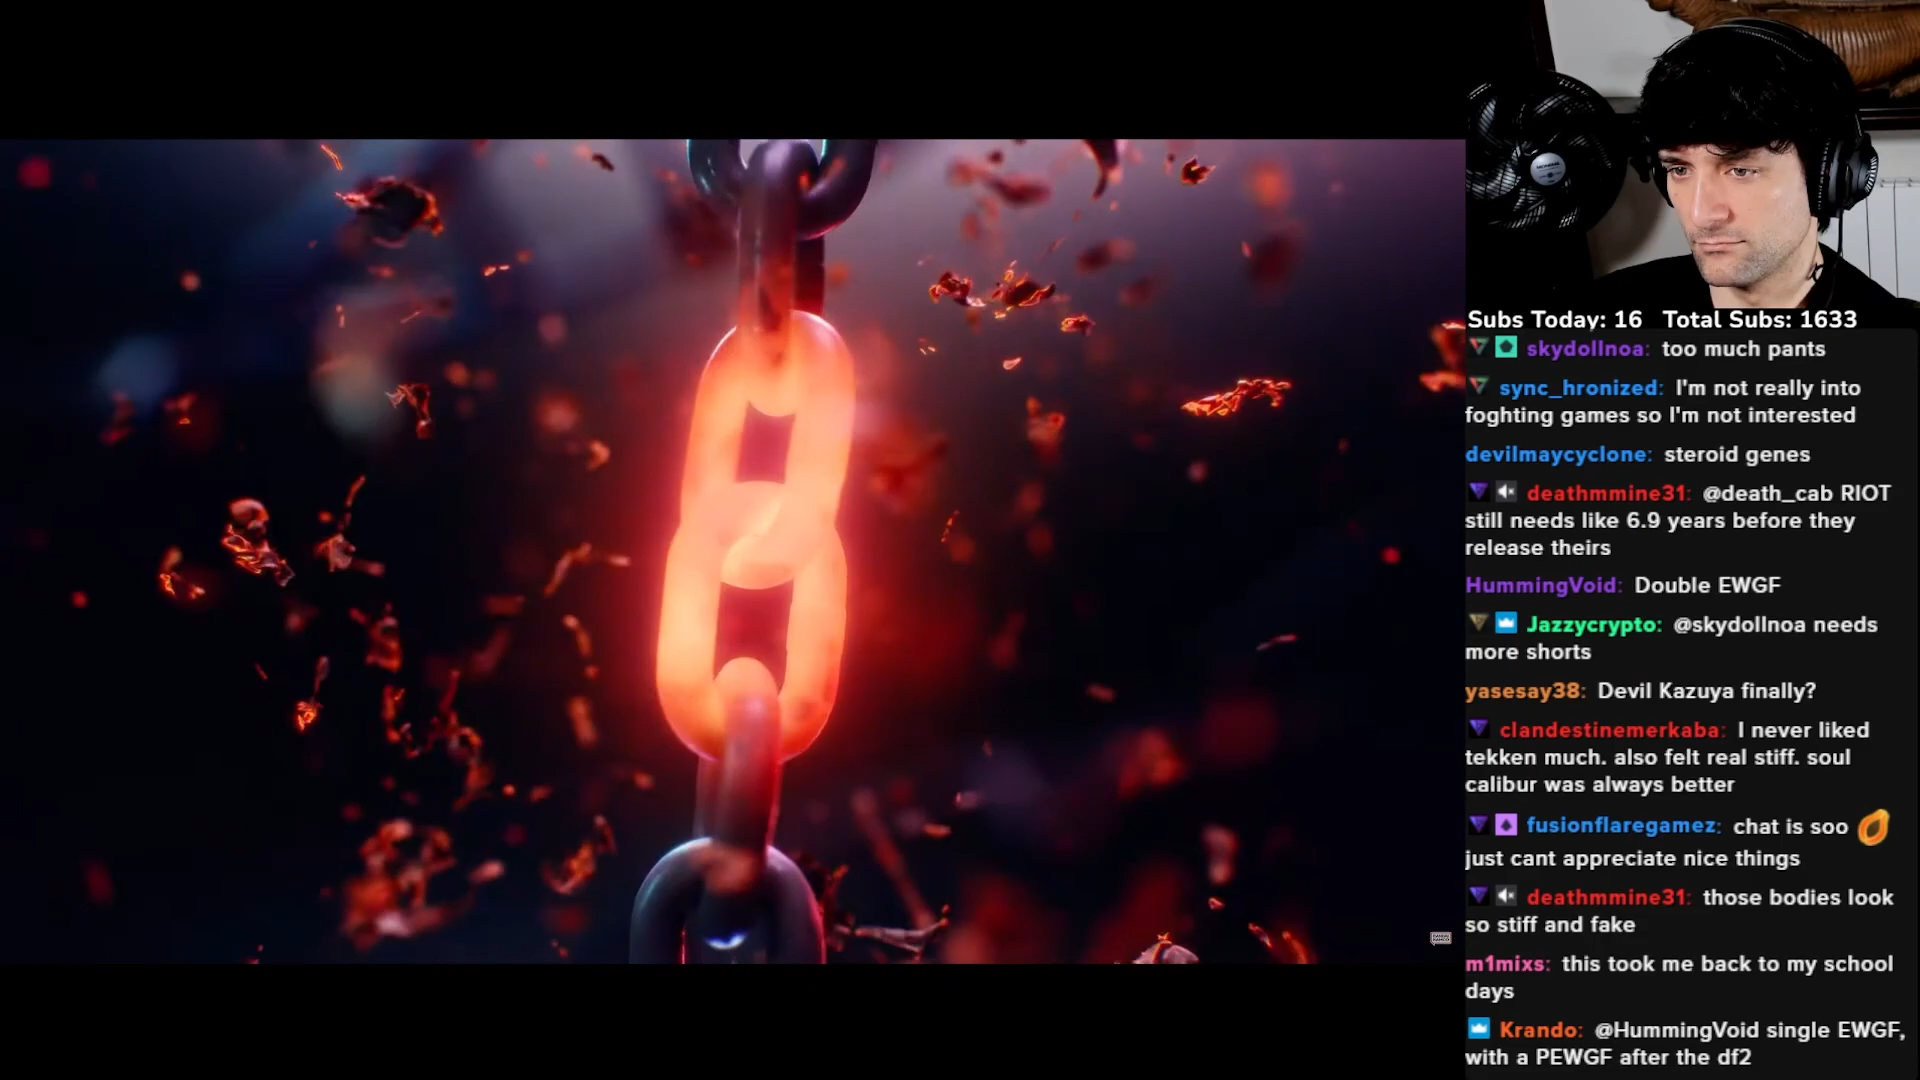 Subs Today: 16 Total Subs: 1633
skydollnoa: too much pants
sync_hronized: I'm not really into
foghting games so I'm not interested
devilmaycyclone: steroid genes
deathmmine31: @death_cab RIOT
still needs like 6.9 years before they
release theirs
HummingVoid: Double EWGF
Jazzycrypto: @skydollnoa needs
more shorts
yasesay38: Devil Kazuya finally?
clandestinemerkaba: I never liked
tekken much. also felt real stiff. soul
calibur was always better
fusionflaregamez: chat is soo
just cant appreciate nice things
deathmmine31: those bodies look
so stiff and fake
m1mixs: this took me back to my school
days
Krando: @HummingVoid single EWGF,
with a PEWGF after the df2